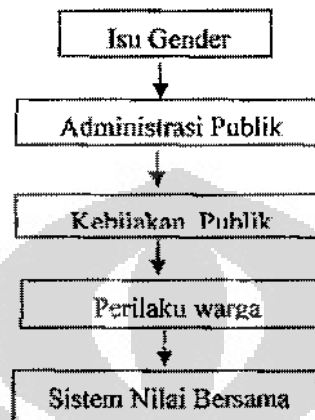 Isu Gender
Administrasi Publik
Kebijakan Publik
Perilaku warga
Sistem Nilai Bersama